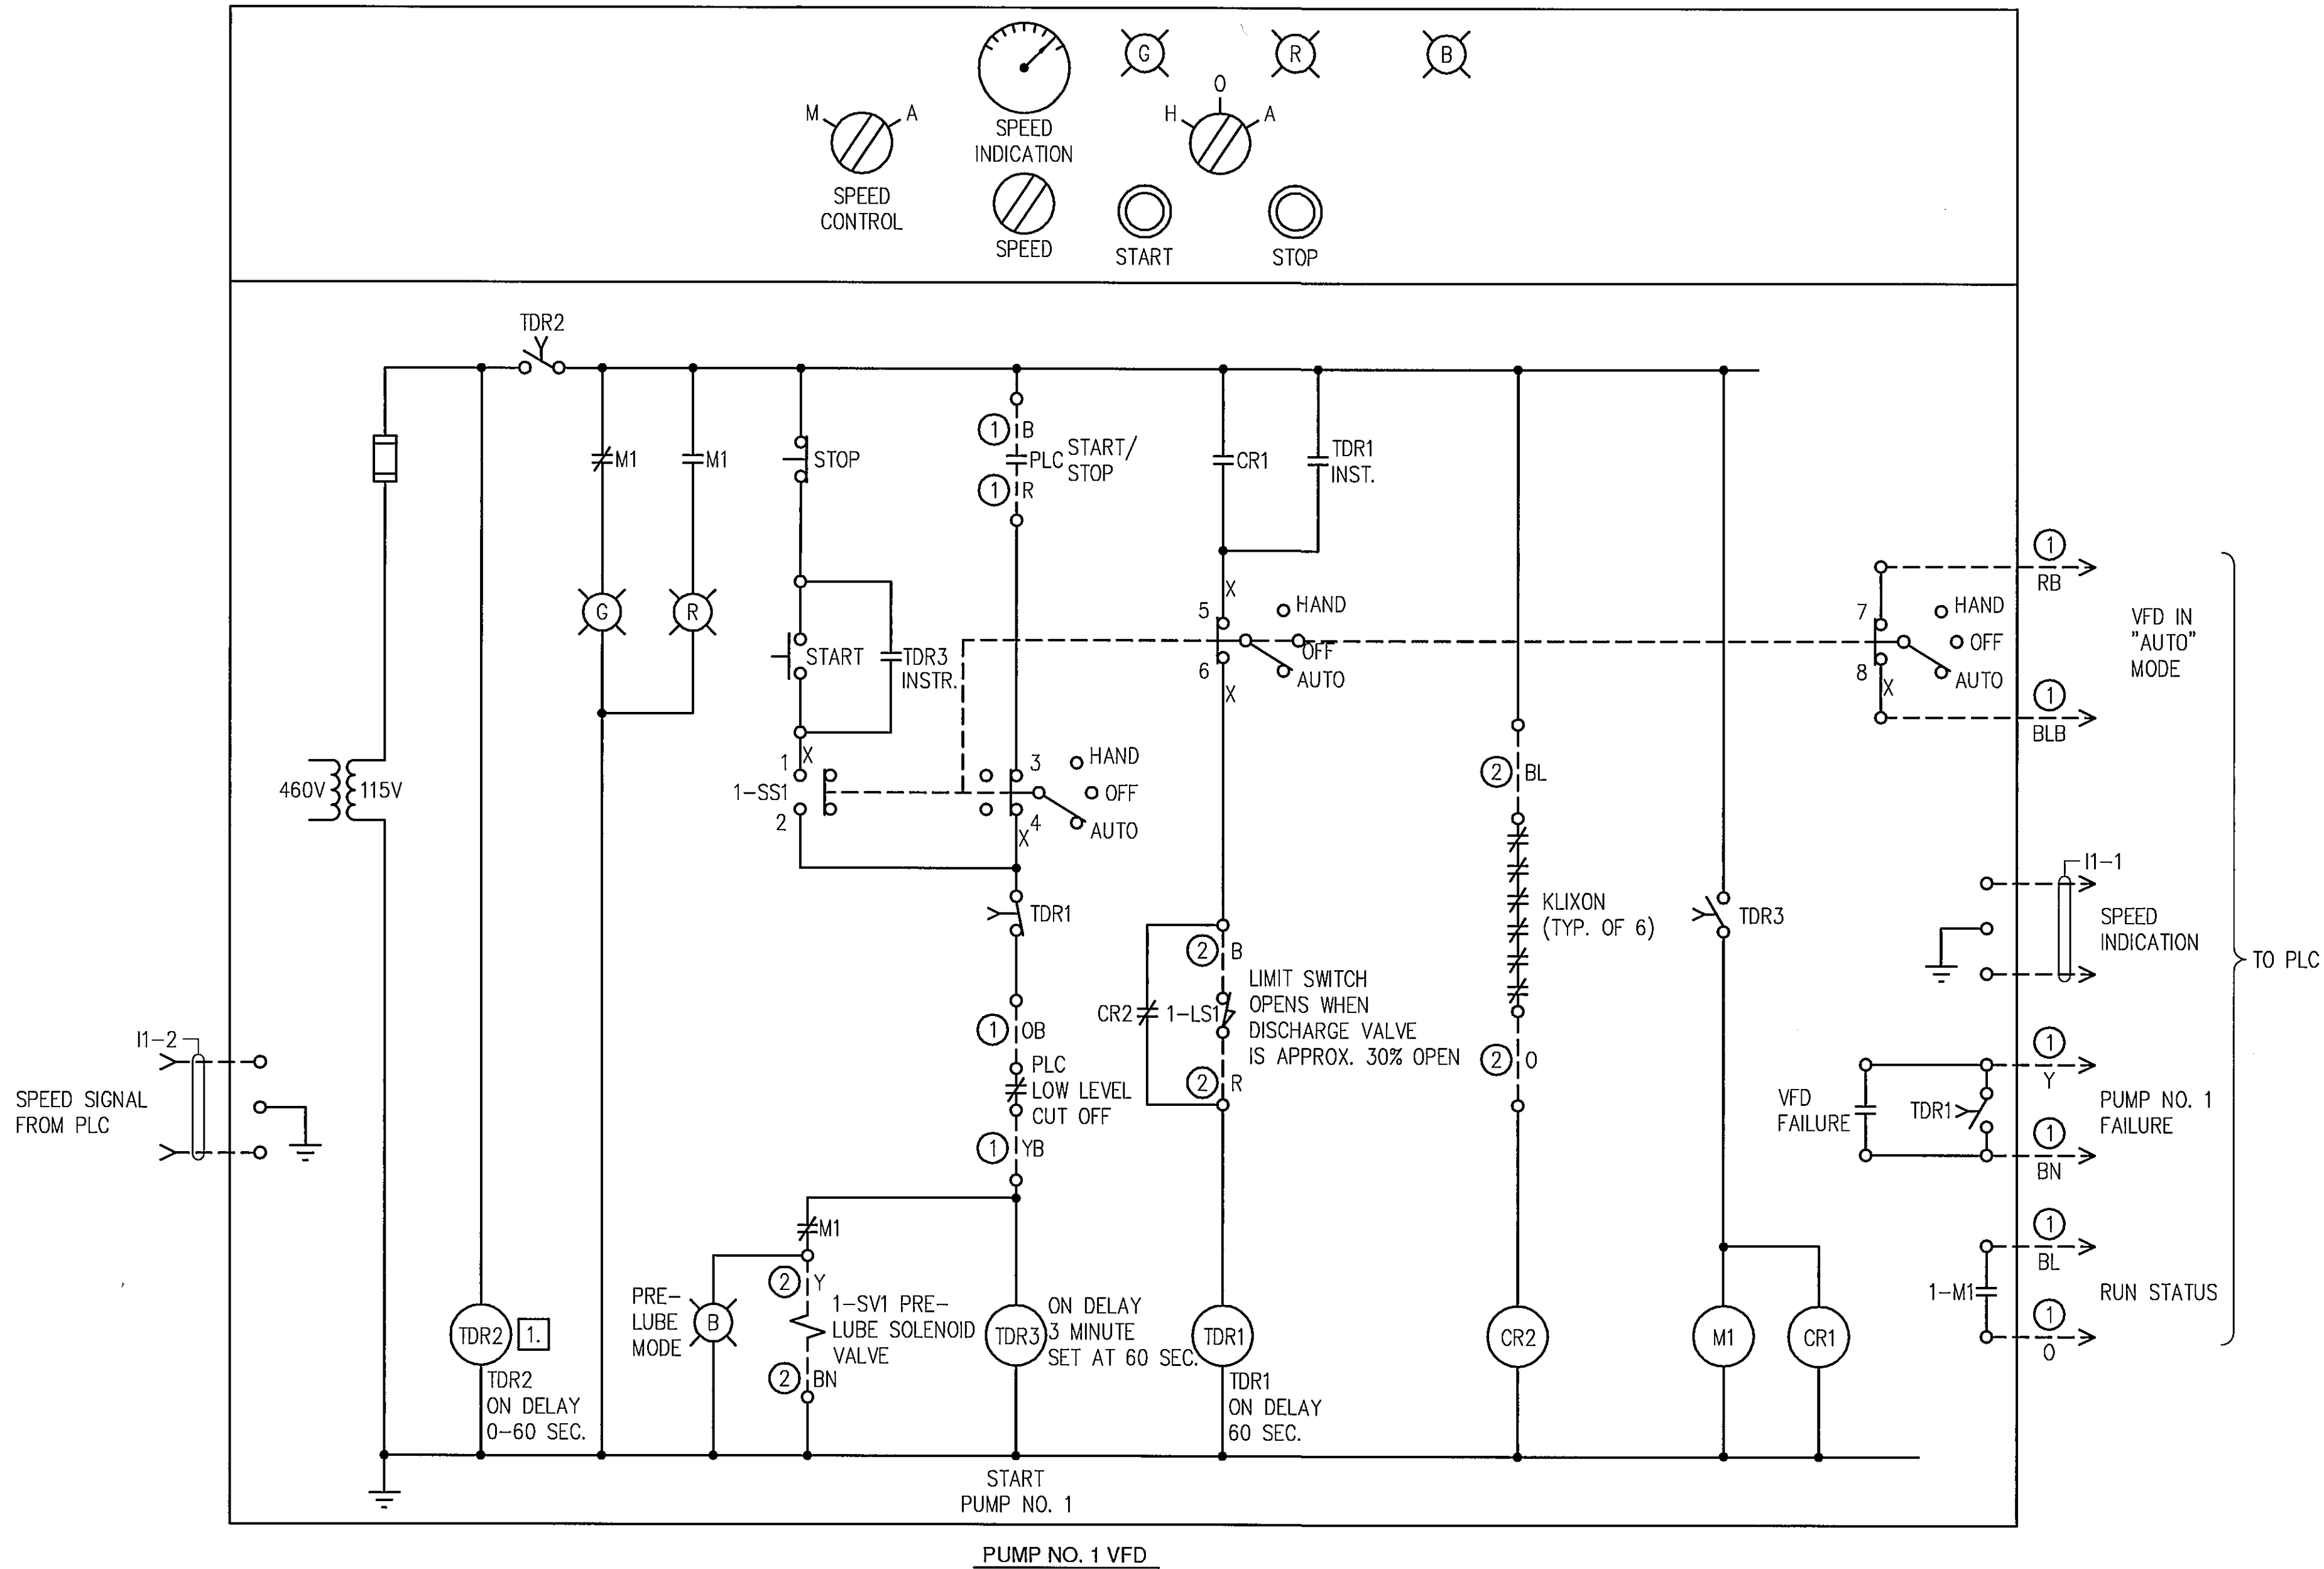 G
R
B
O
H
A
M
A
SPEED
INDICATION
SPEED
CONTROL
SPEED
START
STOP
TDR2
M1
M1
STOP
1
B
PLC
START/
STOP
1
R
CR1
TDR1
INST.
G
R
START
TDR3
INSTR.
X
5
HAND
OFF
6
AUTO
X
7
HAND
OFF
8
AUTO
X
1
RB
VFD IN
"AUTO"
MODE
1
BLB
460V
115V
1
X
1-SS1
2
3
HAND
OFF
4
AUTO
X
2
BL
TDR1
KLIXON
(TYP. OF 6)
TDR3
I1-1
SPEED
INDICATION
TO PLC
1
OB
PLC
LOW LEVEL
CUT OFF
1
YB
2
B
CR2
1-LS1
LIMIT SWITCH
OPENS WHEN
DISCHARGE VALVE
IS APPROX. 30% OPEN
2
R
2
O
I1-2
SPEED SIGNAL
FROM PLC
VFD
FAILURE
TDR1
1
Y
PUMP NO. 1
FAILURE
1
BN
M1
1
BL
1-M1
RUN STATUS
1
O
PRE-
LUBE
MODE
B
2
Y
1-SV1 PRE-
LUBE SOLENOID
VALVE
2
BN
TDR2
1.
TDR2
ON DELAY
0-60 SEC.
TDR3
ON DELAY
3 MINUTE
SET AT 60 SEC.
TDR1
TDR1
ON DELAY
60 SEC.
CR2
M1
CR1
START
PUMP NO. 1
PUMP NO. 1 VFD